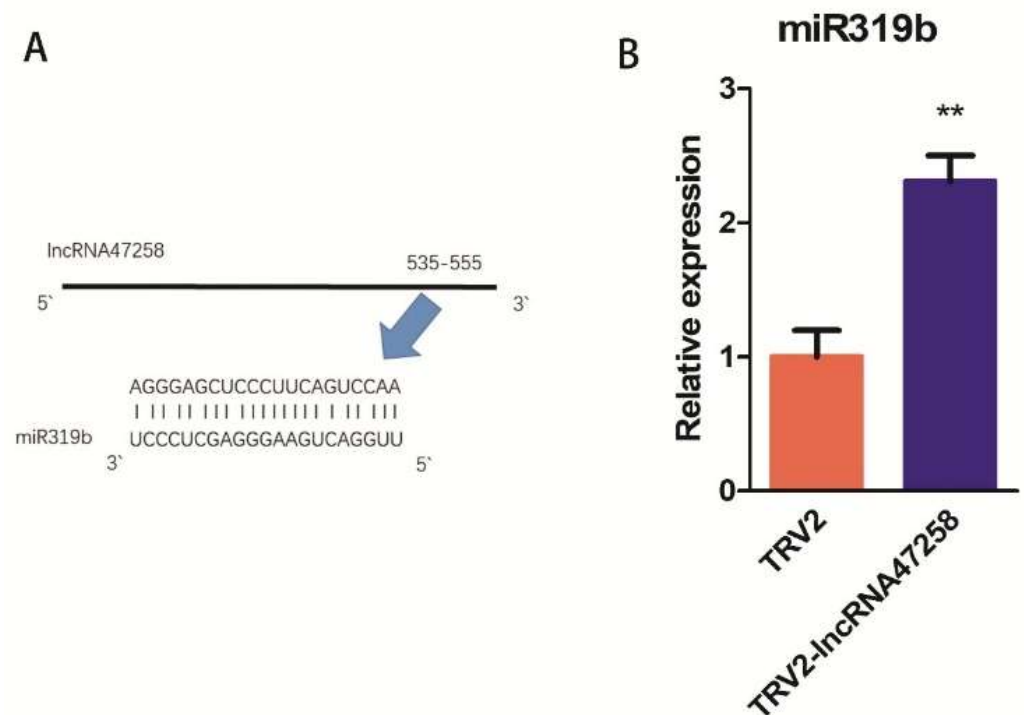 A
lncRNA47258
535-555
5`
3`
AGGGAGCUCCCUUCAGUCCAA
miR319b
UCCCUCGAGGGAAGUCAGGUU
3`
5`
B
miR319b
Relative expression
3
2
1
0
**
TRV2
TRV2-lncRNA47258